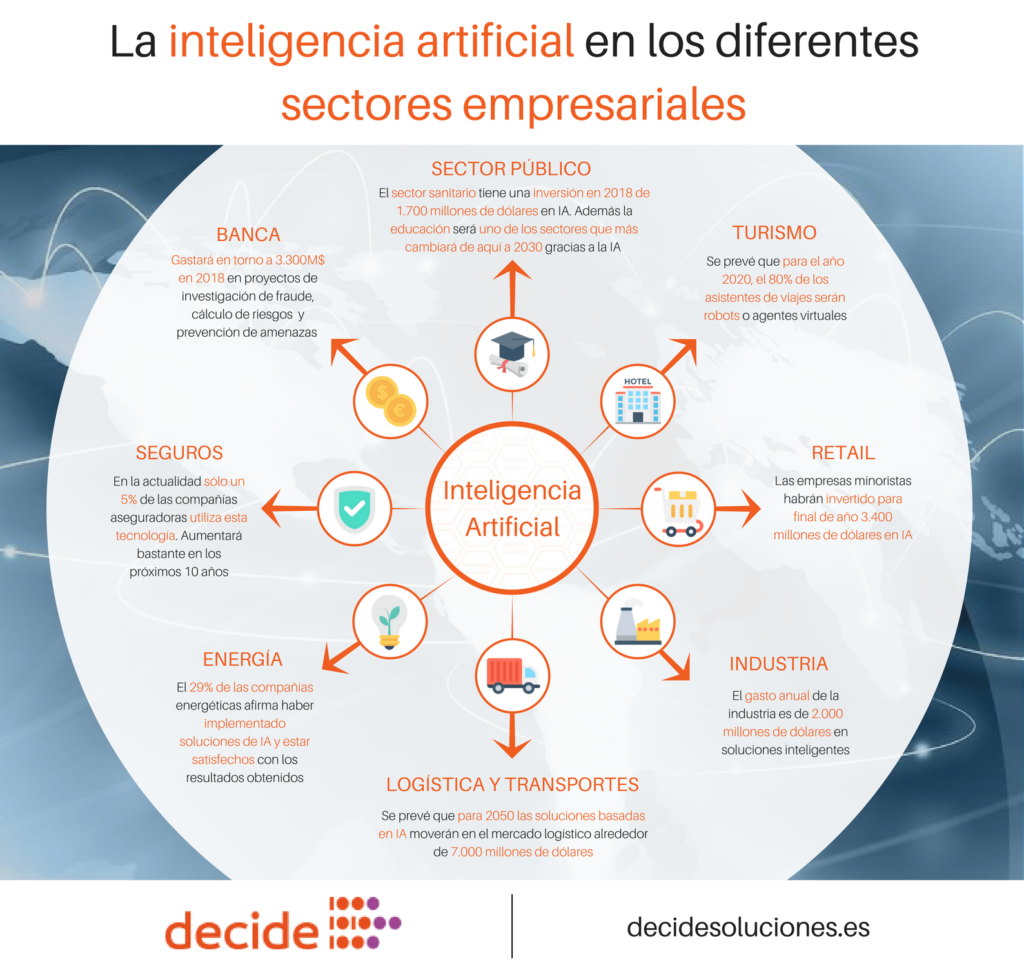 La inteligencia artificial en los diferentes
sectores empresariales
SECTOR PÚBLICO
El sector sanitario tiene una inversión en 2018 de
1.700 millones de dólares en IA. Además la
educación será uno de los sectores que más
cambiará de aquí a 2030 gracias a la IA
BANCA
Gastará en torno a 3.300M$
en 2018 en proyectos de
investigación de fraude,
cálculo de riesgos y
prevención de amenazas
TURISMO
Se prevé que para el año
2020, el 80% de los
asistentes de viajes serán
robots o agentes virtuales
HOTEL
SEGUROS
En la actualidad sólo un
5% de las compañías
aseguradoras utiliza esta
tecnología. Aumentará
bastante en los
próximos 10 años
Inteligencia
Artificial
RETAIL
Las empresas minoristas
habrán invertido para
final de año 3.400
millones de dólares en IA
ENERGÍA
El 29% de las compañías
energéticas afirma haber
implementado
soluciones de IA y estar
satisfechos con los
resultados obtenidos
INDUSTRIA
El gasto anual de la
industria es de 2.000
millones de dólares en
soluciones inteligentes
LOGÍSTICA Y TRANSPORTES
Se prevé que para 2050 las soluciones basadas
en IA moverán en el mercado logístico alrededor
de 7.000 millones de dólares
decide
decidesoluciones.es